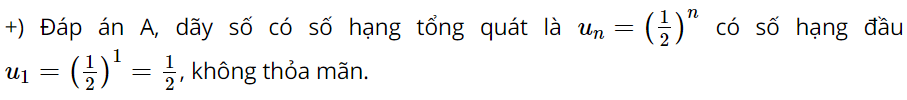 +) Đáp án A, dãy số có số hạng tổng quát là $u_n = \left(\frac{1}{2}\right)^n$ có số hạng đầu
$u_1 = \left(\frac{1}{2}\right)^1 = \frac{1}{2}$, không thỏa mãn.